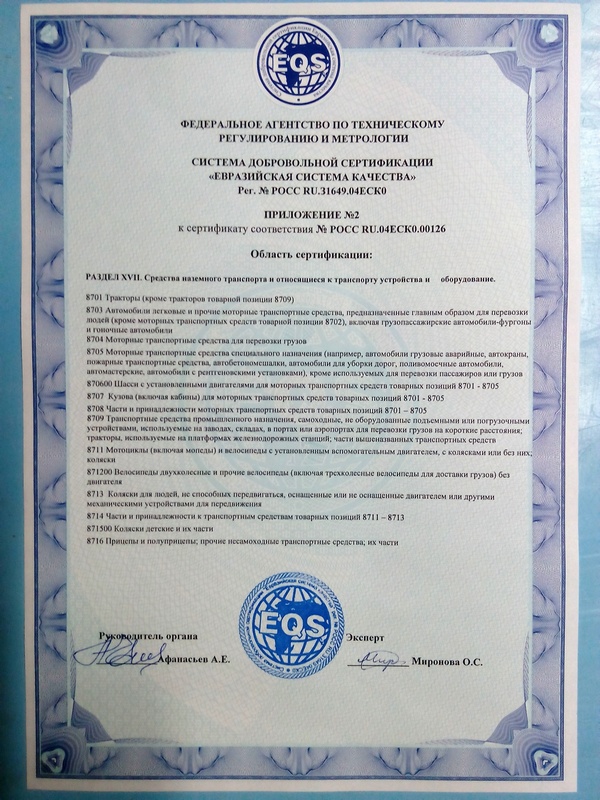 EQS
ФЕДЕРАЛЬНОЕ АГЕНТСТВО ПО ТЕХНИЧЕСКОМУ
РЕГУЛИРОВАНИЮ И МЕТРОЛОГИИ
СИСТЕМА ДОБРОВОЛЬНОЙ СЕРТИФИКАЦИИ
«ЕВРАЗИЙСКАЯ СИСТЕМА КАЧЕСТВА»
Рег. № РОСС RU.31649.04ЕСК0
ПРИЛОЖЕНИЕ №2
к сертификату соответствия № РОСС RU.04ЕСК0.00126
Область сертификации:
РАЗДЕЛ XVII. Средства наземного транспорта и относящиеся к транспорту устройства и оборудование.
8701 Тракторы (кроме тракторов товарной позиции 8709)
8703 Автомобили легковые и прочие моторные транспортные средства, предназначенные главным образом для перевозки
людей (кроме моторных транспортных средств товарной позиции 8702), включая грузопассажирские автомобили-фургоны
и гоночные автомобили
8704 Моторные транспортные средства для перевозки грузов
8705 Моторные транспортные средства специального назначения (например, автомобили грузовые аварийные, автокраны,
пожарные транспортные средства, автобетономешалки, автомобили для уборки дорог, поливомоечные автомобили,
автомастерские, автомобили с рентгеновскими установками), кроме используемых для перевозки пассажиров или грузов
870600 Шасси с установленными двигателями для моторных транспортных средств товарных позиций 8701 - 8705
8707 Кузова (включая кабины) для моторных транспортных средств товарных позиций 8701 - 8705
8708 Части и принадлежности моторных транспортных средств товарных позиций 8701 – 8705
8709 Транспортные средства промышленного назначения, самоходные, не оборудованные подъемными или погрузочными
устройствами, используемые на заводах, складах, в портах или аэропортах для перевозки грузов на короткие расстояния;
тракторы, используемые на платформах железнодорожных станций; части вышеназванных транспортных средств
8711 Мотоциклы (включая мопеды) и велосипеды с установленным вспомогательным двигателем, с колясками или без них;
коляски
871200 Велосипеды двухколесные и прочие велосипеды (включая трехколесные велосипеды для доставки грузов) без
двигателя
8713 Коляски для людей, не способных передвигаться, оснащенные или не оснащенные двигателем или другими
механическими устройствами для передвижения
8714 Части и принадлежности к транспортным средствам товарных позиций 8711 – 8713
871500 Коляски детские и их части
8716 Прицепы и полуприцепы; прочие несамоходные транспортные средства; их части
EQS
Руководитель органа Эксперт
Афанасьев А.Е. Миронова О.С.